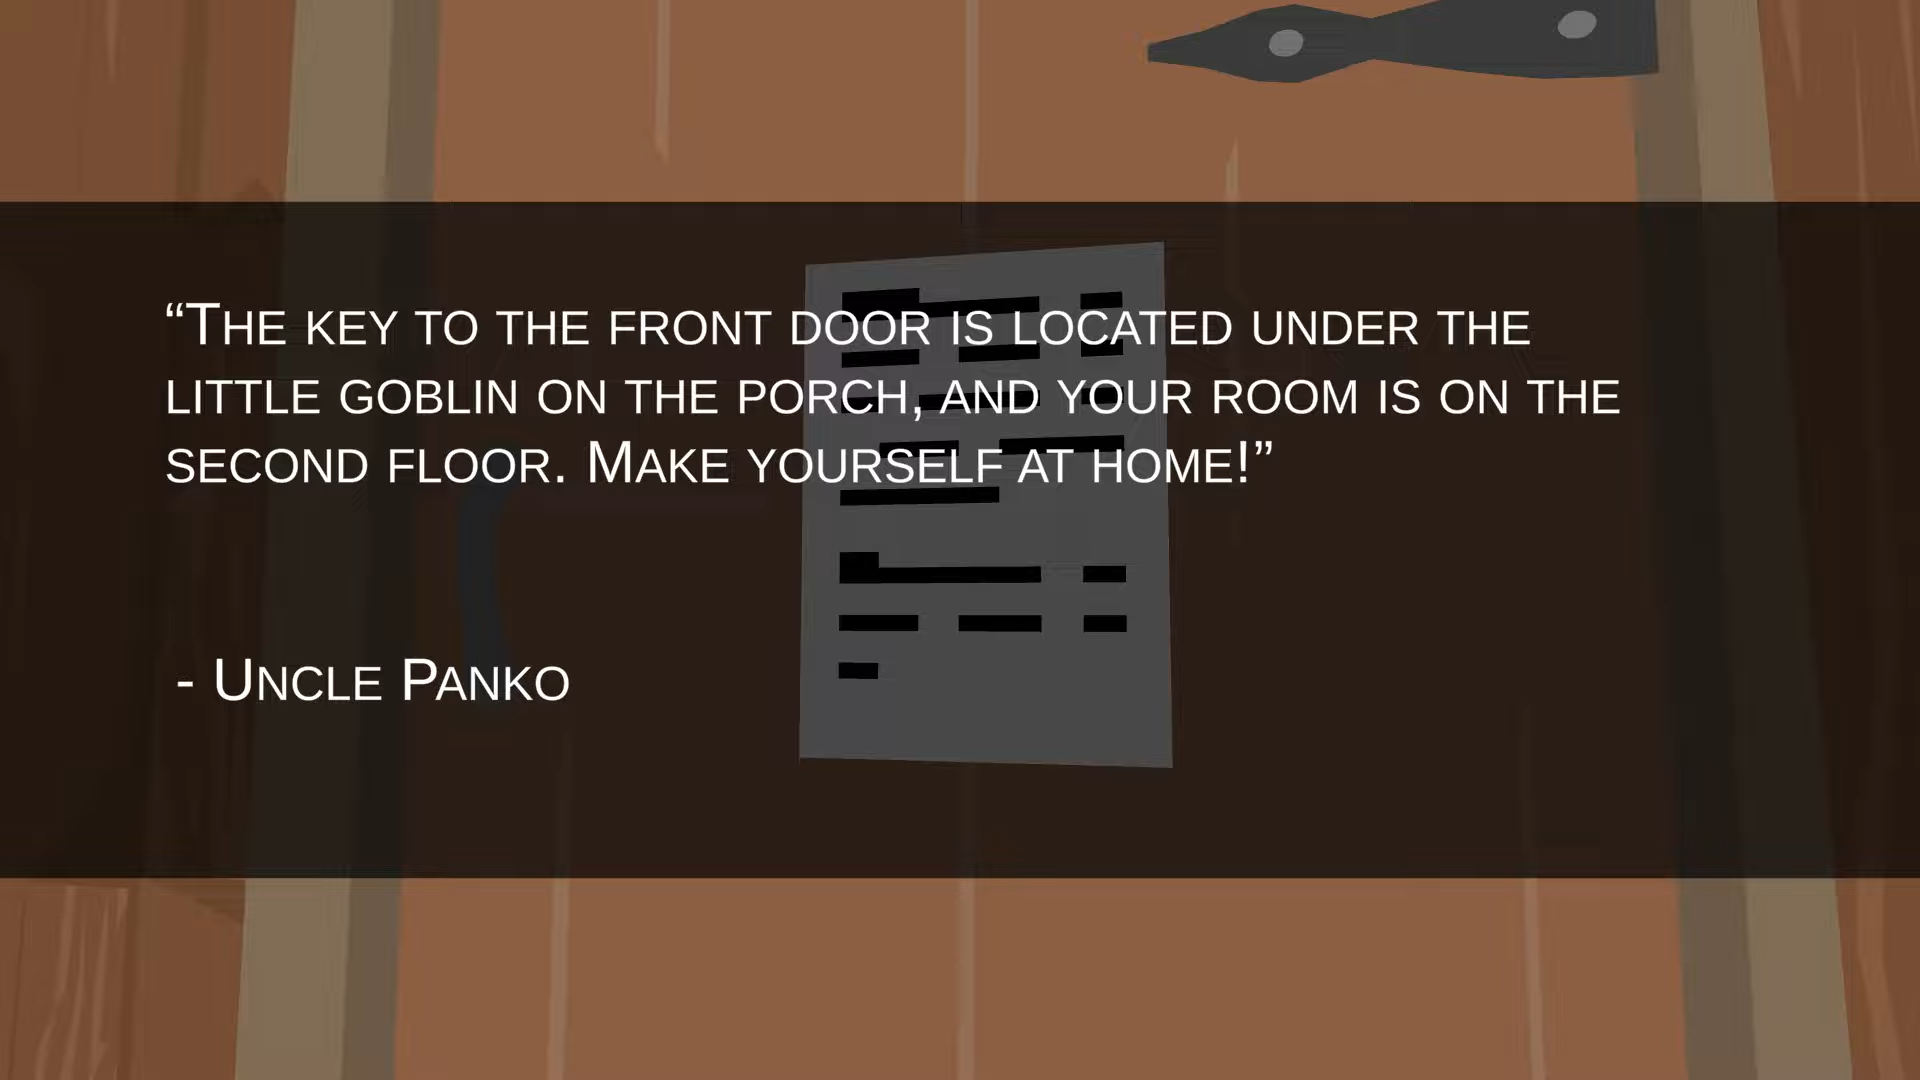 “The key to the front door is located under the
little goblin on the porch, and your room is on the
second floor. Make yourself at home!”
- Uncle Panko